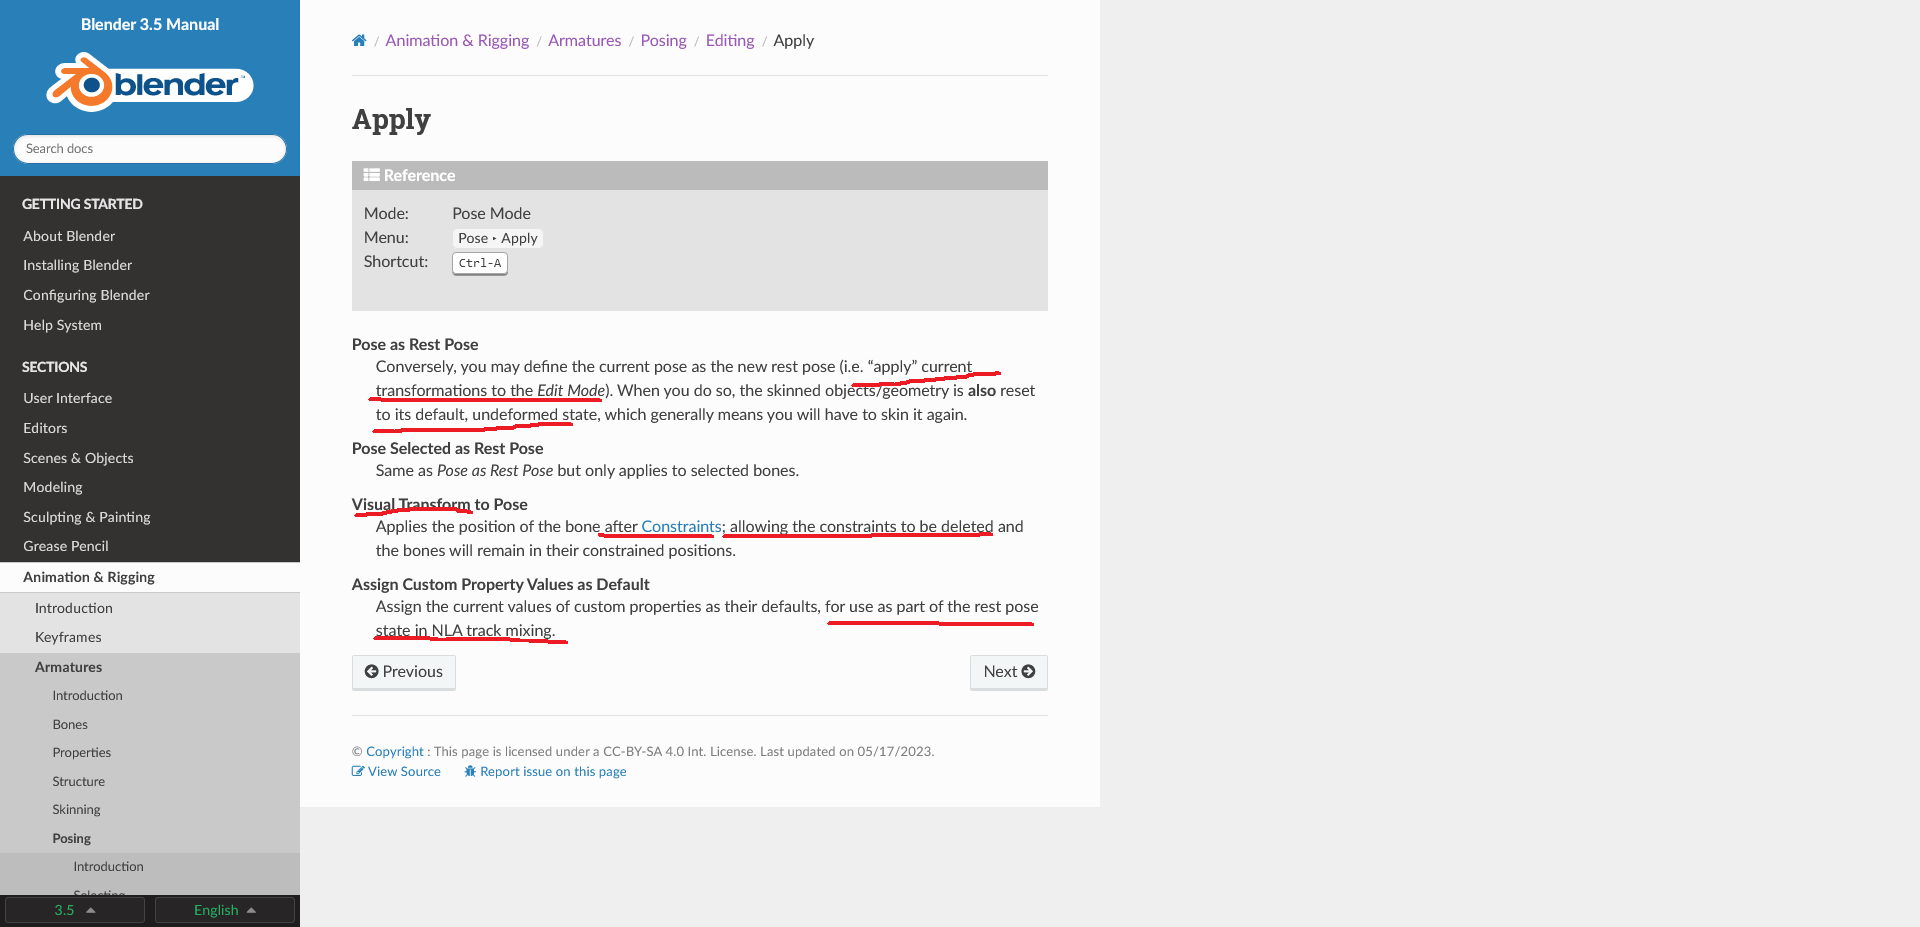 Blender 3.5 Manual
blender™
Search docs
GETTING STARTED
About Blender
Installing Blender
Configuring Blender
Help System
SECTIONS
User Interface
Editors
Scenes & Objects
Modeling
Sculpting & Painting
Grease Pencil
Animation & Rigging
Introduction
Keyframes
Armatures
Introduction
Bones
Properties
Structure
Skinning
Posing
Introduction
Selecting
3.5
English
/ Animation & Rigging / Armatures / Posing / Editing / Apply
Apply
Reference
Mode: Pose Mode
Menu: Pose ‣ Apply
Shortcut: Ctrl-A
Pose as Rest Pose
Conversely, you may define the current pose as the new rest pose (i.e. “apply” current
transformations to the Edit Mode). When you do so, the skinned objects/geometry is also reset
to its default, undeformed state, which generally means you will have to skin it again.
Pose Selected as Rest Pose
Same as Pose as Rest Pose but only applies to selected bones.
Visual Transform to Pose
Applies the position of the bone after Constraints; allowing the constraints to be deleted and
the bones will remain in their constrained positions.
Assign Custom Property Values as Default
Assign the current values of custom properties as their defaults, for use as part of the rest pose
state in NLA track mixing.
Previous
Next
© Copyright : This page is licensed under a CC-BY-SA 4.0 Int. License. Last updated on 05/17/2023.
View Source Report issue on this page